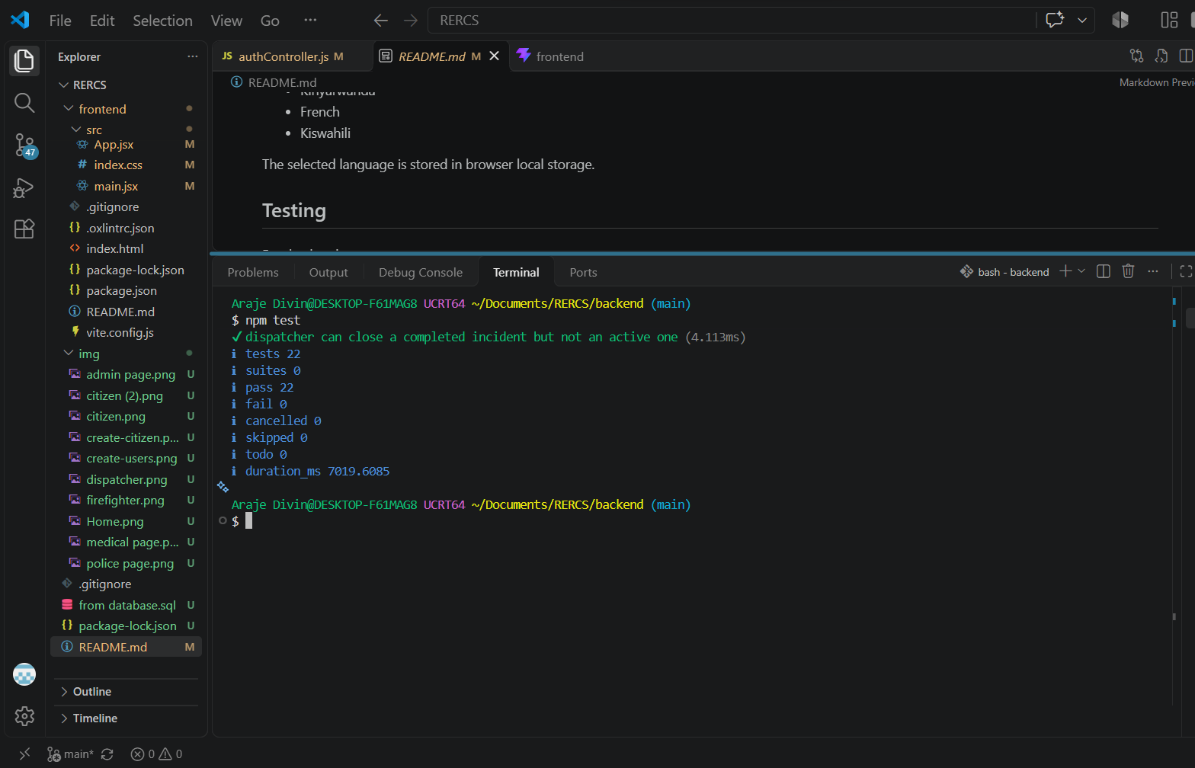 File Edit Selection View Go ··· RERCS
Explorer ···
RERCS
frontend
src
App.jsx M
index.css M
main.jsx M
.gitignore
.oxlintrc.json
index.html
package-lock.json
package.json
README.md
vite.config.js
img
admin page.png U
citizen (2).png U
citizen.png U
create-citizen.p... U
create-users.png U
dispatcher.png U
firefighter.png U
Home.png U
medical page.p... U
police page.png U
.gitignore
from database.sql U
package-lock.json U
README.md M
Outline
Timeline
47
JS authController.js M README.md M frontend
README.md
Markdown Previ
Kinyarwanda
French
Kiswahili
The selected language is stored in browser local storage.
Testing
Problems Output Debug Console Terminal Ports bash - backend ···
Araje Divin@DESKTOP-F61MAG8 UCRT64 ~/Documents/RERCS/backend (main)
$ npm test
✓ dispatcher can close a completed incident but not an active one (4.113ms)
ℹ tests 22
ℹ suites 0
ℹ pass 22
ℹ fail 0
ℹ cancelled 0
ℹ skipped 0
ℹ todo 0
ℹ duration_ms 7019.6085
Araje Divin@DESKTOP-F61MAG8 UCRT64 ~/Documents/RERCS/backend (main)
$
main* 0 0